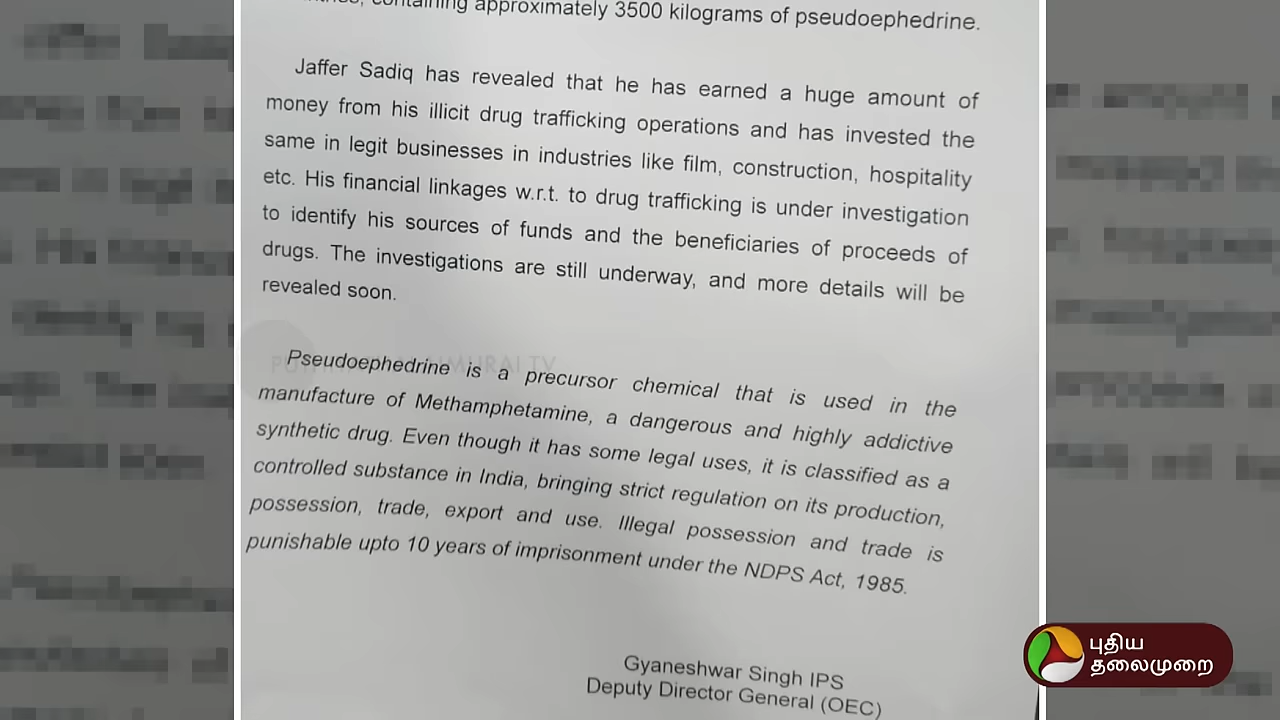 containing approximately 3500 kilograms of pseudoephedrine.
Jaffer Sadiq has revealed that he has earned a huge amount of
money from his illicit drug trafficking operations and has invested the
same in legit businesses in industries like film, construction, hospitality
etc. His financial linkages w.r.t. to drug trafficking is under investigation
to identify his sources of funds and the beneficiaries of proceeds of
drugs. The investigations are still underway, and more details will be
revealed soon.
Pseudoephedrine is a precursor chemical that is used in the
manufacture of Methamphetamine, a dangerous and highly addictive
synthetic drug. Even though it has some legal uses, it is classified as a
controlled substance in India, bringing strict regulation on its production,
possession, trade, export and use. Illegal possession and trade is
punishable upto 10 years of imprisonment under the NDPS Act, 1985.
Gyaneshwar Singh IPS
Deputy Director General (OEC)
புதிய
தலைமுறை